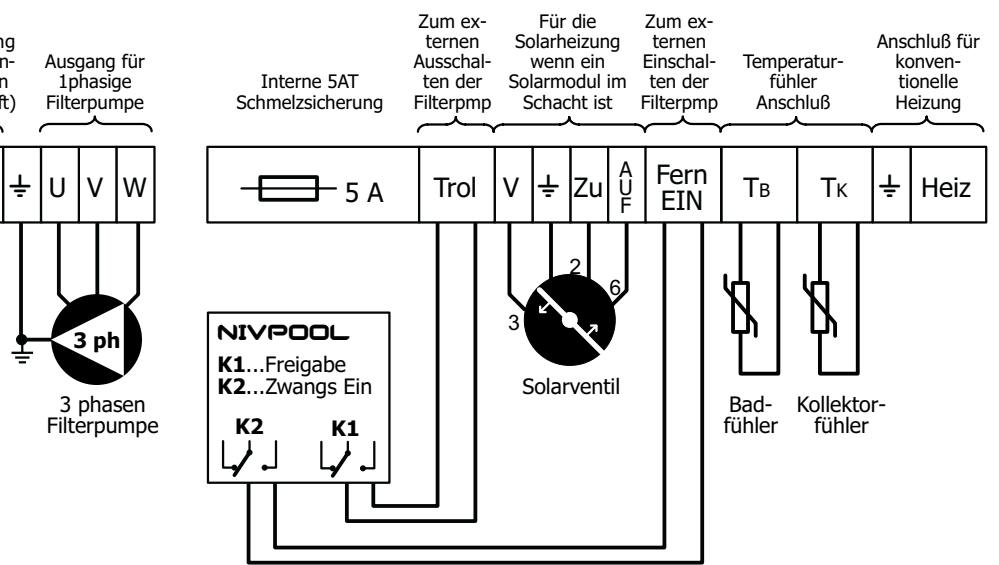 Ausgang für
1phasige
Filterpumpe
Interne 5AT
Schmelzsicherung
Zum ex-
ternen
Ausschal-
ten der
Filterpmp
Für die
Solarheizung
wenn ein
Solarmodul im
Schacht ist
Zum ex-
ternen
Einschal-
ten der
Filterpmp
Temperatur-
fühler
Anschluß
Anschluß für
konven-
tionelle
Heizung
U V W
5 A
Trol
V
Zu
AUF
Fern
EIN
TB
TK
Heiz
3 ph
3 phasen
Filterpumpe
NIVPOOL
K1...Freigabe
K2...Zwangs Ein
K2 K1
2
6
3
Solarventil
Bad-
fühler
Kollektor-
fühler